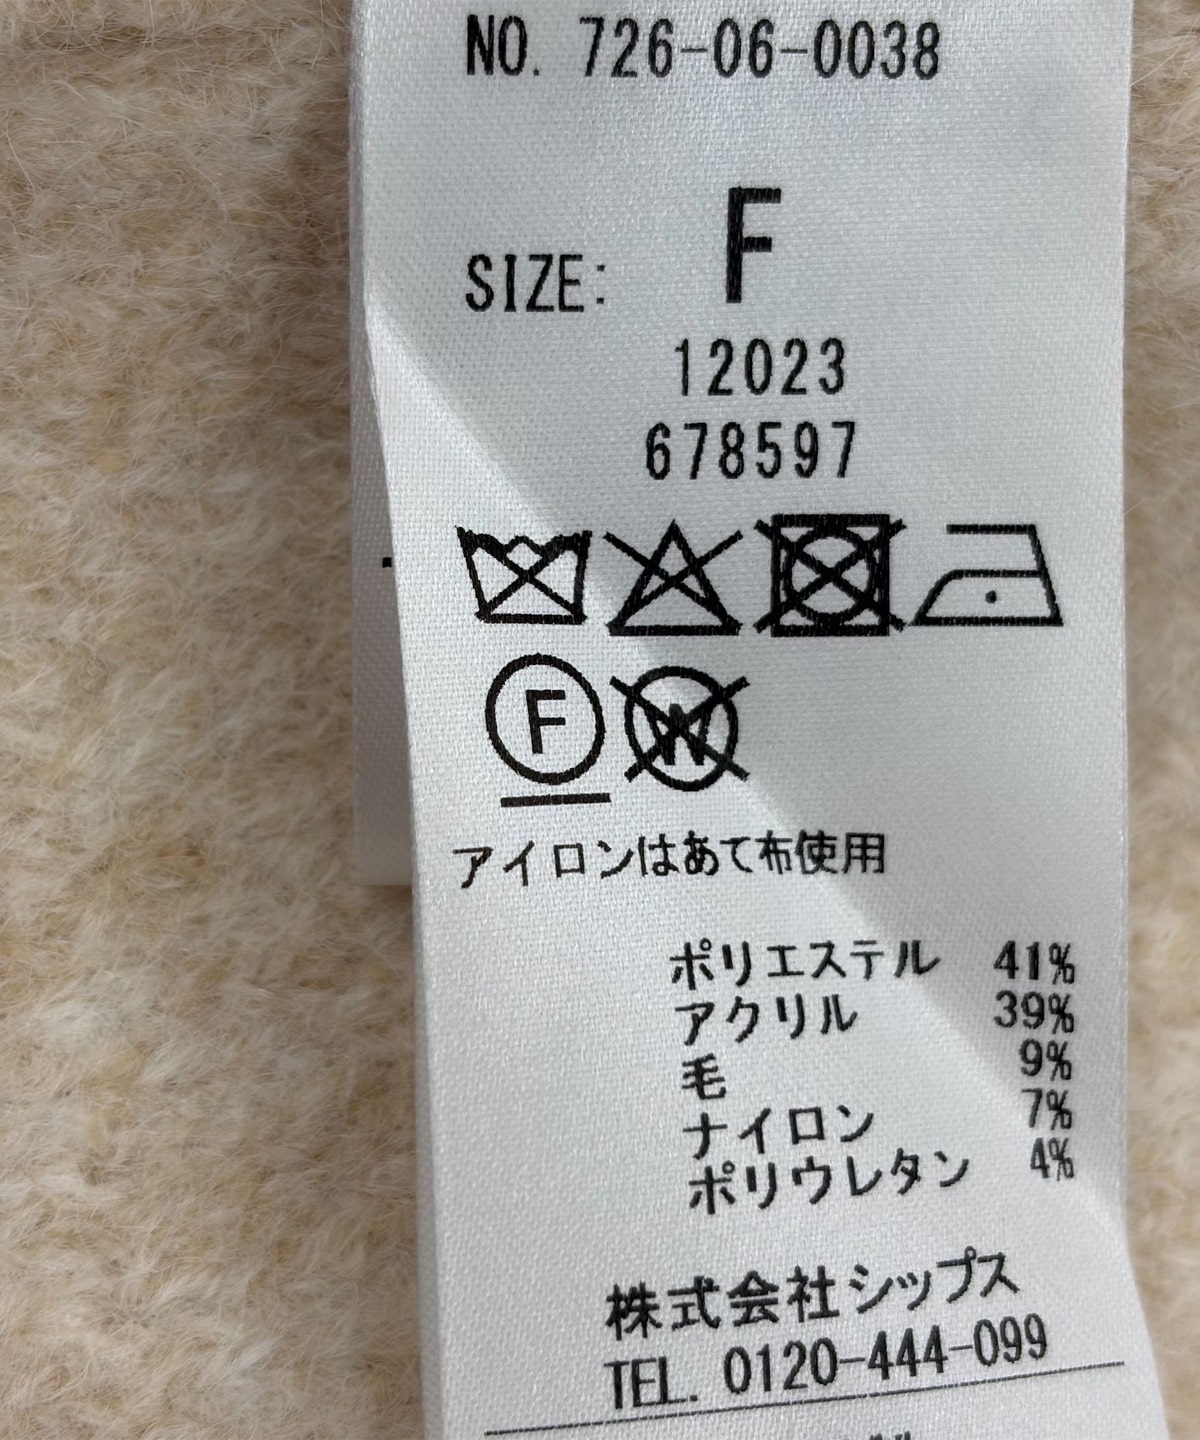 NO. 726-06-0038
SIZE: F
12023
678597
F W
アイロンはあて布使用
ポリエステル 41%
アクリル 39%
毛 9%
ナイロン 7%
ポリウレタン 4%
株式会社シップス
TEL. 0120-444-099